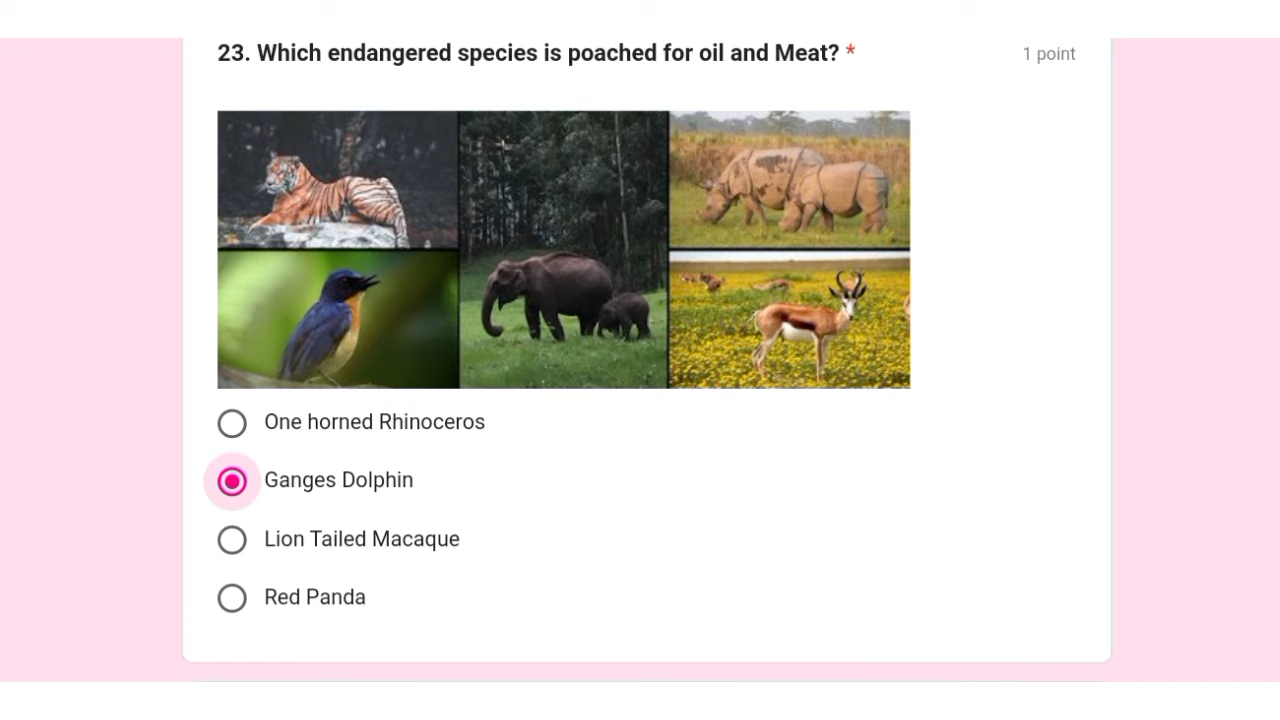 23. Which endangered species is poached for oil and Meat? *
1 point
One horned Rhinoceros
Ganges Dolphin
Lion Tailed Macaque
Red Panda